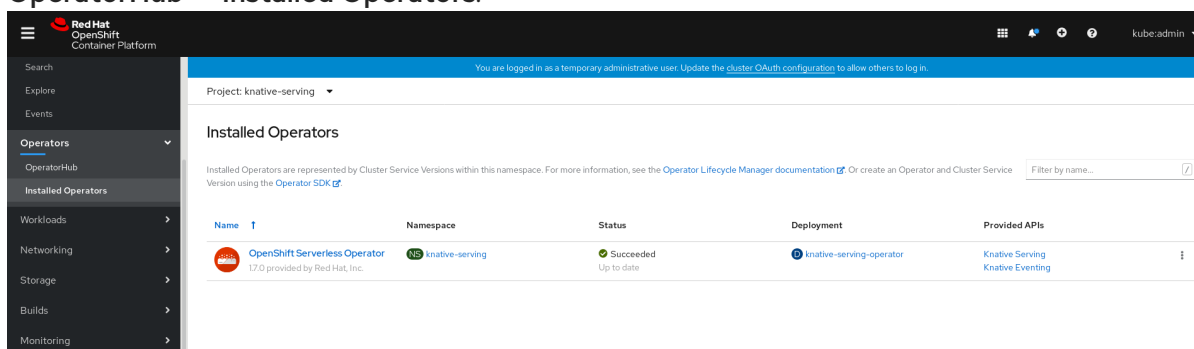 OperatorHub – Installed Operators.
Red Hat
OpenShift
Container Platform
kube:admin
Search
Explore
Events
Operators
OperatorHub
Installed Operators
Workloads
Networking
Storage
Builds
Monitoring
You are logged in as a temporary administrative user. Update the cluster OAuth configuration to allow others to log in.
Project: knative-serving
Installed Operators
Installed Operators are represented by Cluster Service Versions within this namespace. For more information, see the Operator Lifecycle Manager documentation. Or create an Operator and Cluster Service
Version using the Operator SDK.
Filter by name...
/
Name Namespace Status Deployment Provided APIs
OpenShift Serverless Operator NS knative-serving Succeeded D knative-serving-operator Knative Serving
1.7.0 provided by Red Hat, Inc. Up to date Knative Eventing